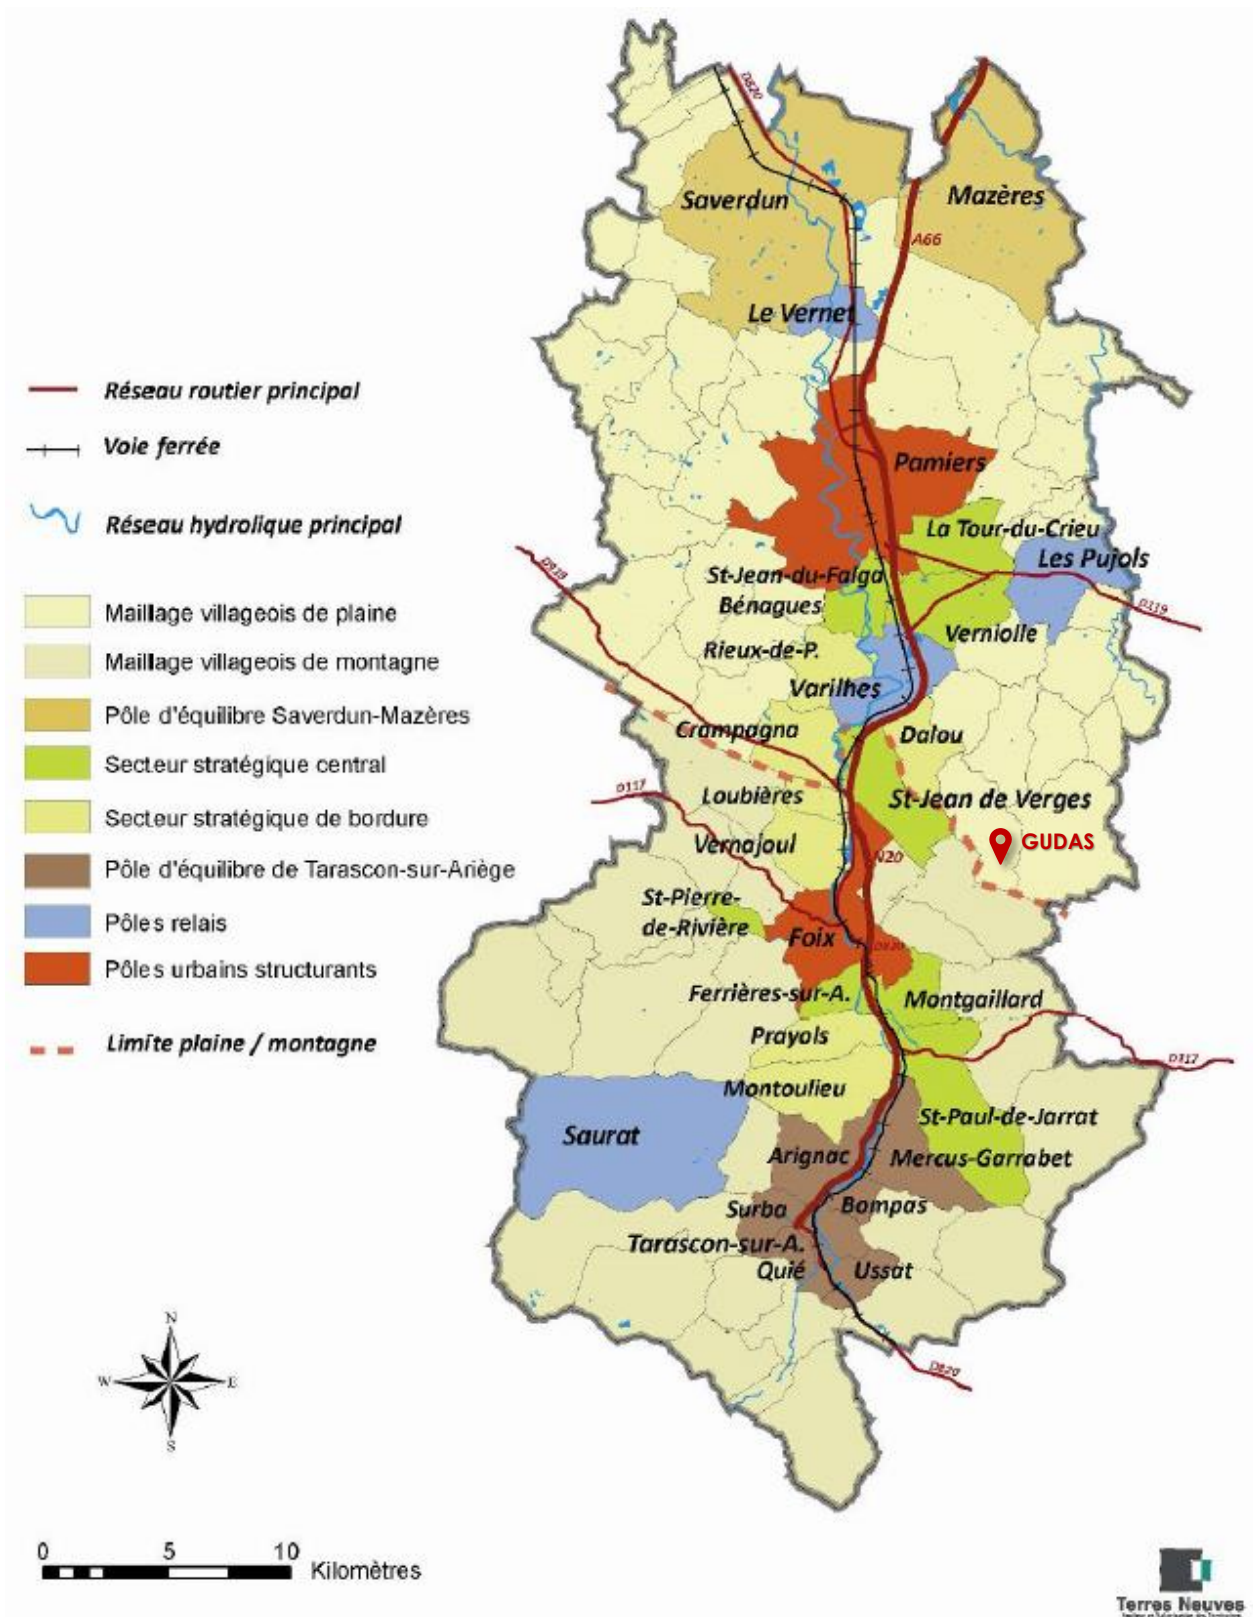 D820
Saverdun
Mazères
A66
Le Vernet
Réseau routier principal
Voie ferrée
Réseau hydrolique principal
Pamiers
La Tour-du-Crieu
Les Pujols
D919
St-Jean-du-Falga
Bénagues
D119
Verniolle
Maillage villageois de plaine
Maillage villageois de montagne
Pôle d'équilibre Saverdun-Mazères
Secteur stratégique central
Secteur stratégique de bordure
Pôle d'équilibre de Tarascon-sur-Ariège
Pôles relais
Pôles urbains structurants
Limite plaine / montagne
Rieux-de-P.
Varilhes
Crampagna
Dalou
D117
Loubières
St-Jean de Verges
Vernajoul
N20
GUDAS
St-Pierre-
de-Rivière
Foix
Ferrières-sur-A.
Montgaillard
Prayols
D117
Montoulieu
St-Paul-de-Jarrat
Saurat
Arignac
Mercus-Garrabet
Surba
Bompas
Tarascon-sur-A.
Quié
Ussat
D820
N
W
E
S
0 5 10
Kilomètres
Terres Neuves